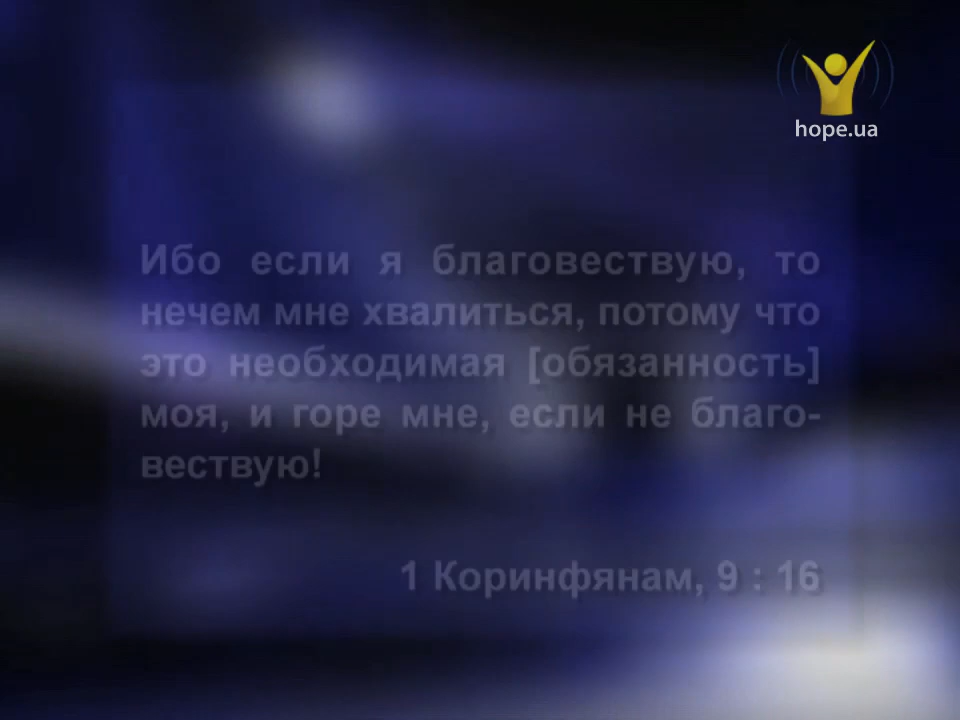 hope.ua
Ибо если я благовествую, то
нечем мне хвалиться, потому что
это необходимая [обязанность]
моя, и горе мне, если не благо-
вествую!
1 Коринфянам, 9 : 16